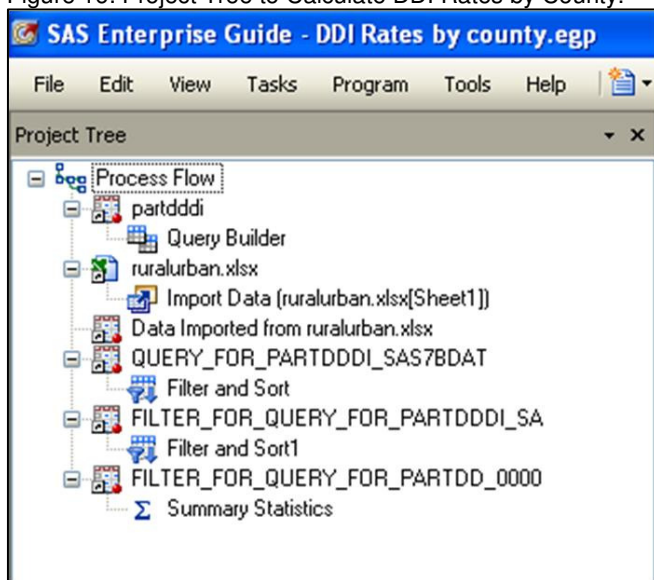 Figure 10. Project Tree to Calculate DDI Rates by County.
SAS Enterprise Guide - DDI Rates by county.egp
File Edit View Tasks Program Tools Help
Project Tree
Process Flow
partdddi
Query Builder
ruralurban.xlsx
Import Data (ruralurban.xlsx[Sheet1])
Data Imported from ruralurban.xlsx
QUERY_FOR_PARTDDDI_SAS7BDAT
Filter and Sort
FILTER_FOR_QUERY_FOR_PARTDDDI_SA
Filter and Sort1
FILTER_FOR_QUERY_FOR_PARTDD_0000
Summary Statistics